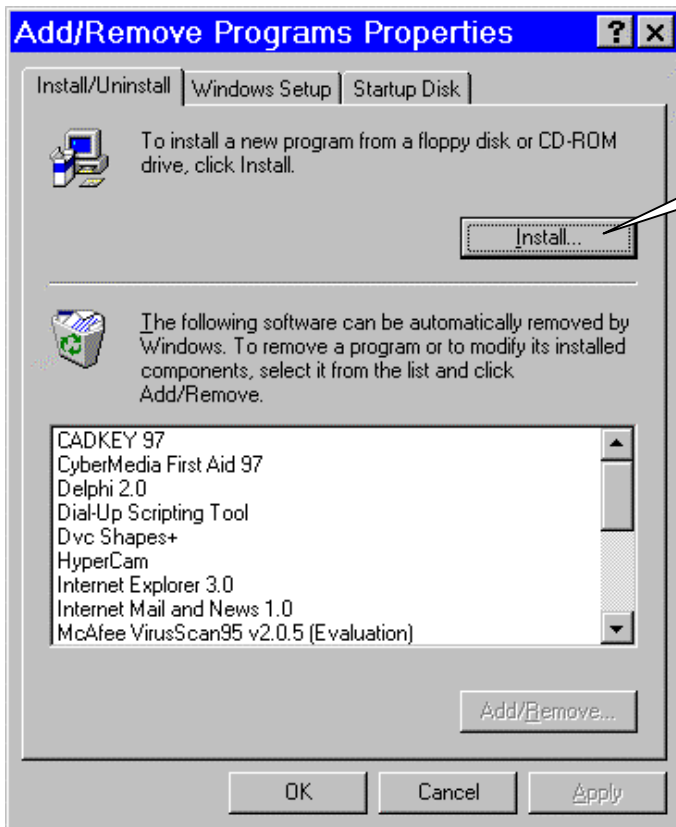 Add/Remove Programs Properties
Install/Uninstall Windows Setup Startup Disk
To install a new program from a floppy disk or CD-ROM
drive, click Install.
Install...
The following software can be automatically removed by
Windows. To remove a program or to modify its installed
components, select it from the list and click
Add/Remove.
CADKEY 97
CyberMedia First Aid 97
Delphi 2.0
Dial-Up Scripting Tool
Dvc Shapes+
HyperCam
Internet Explorer 3.0
Internet Mail and News 1.0
McAfee VirusScan95 v2.0.5 (Evaluation)
Add/Remove...
OK Cancel Apply